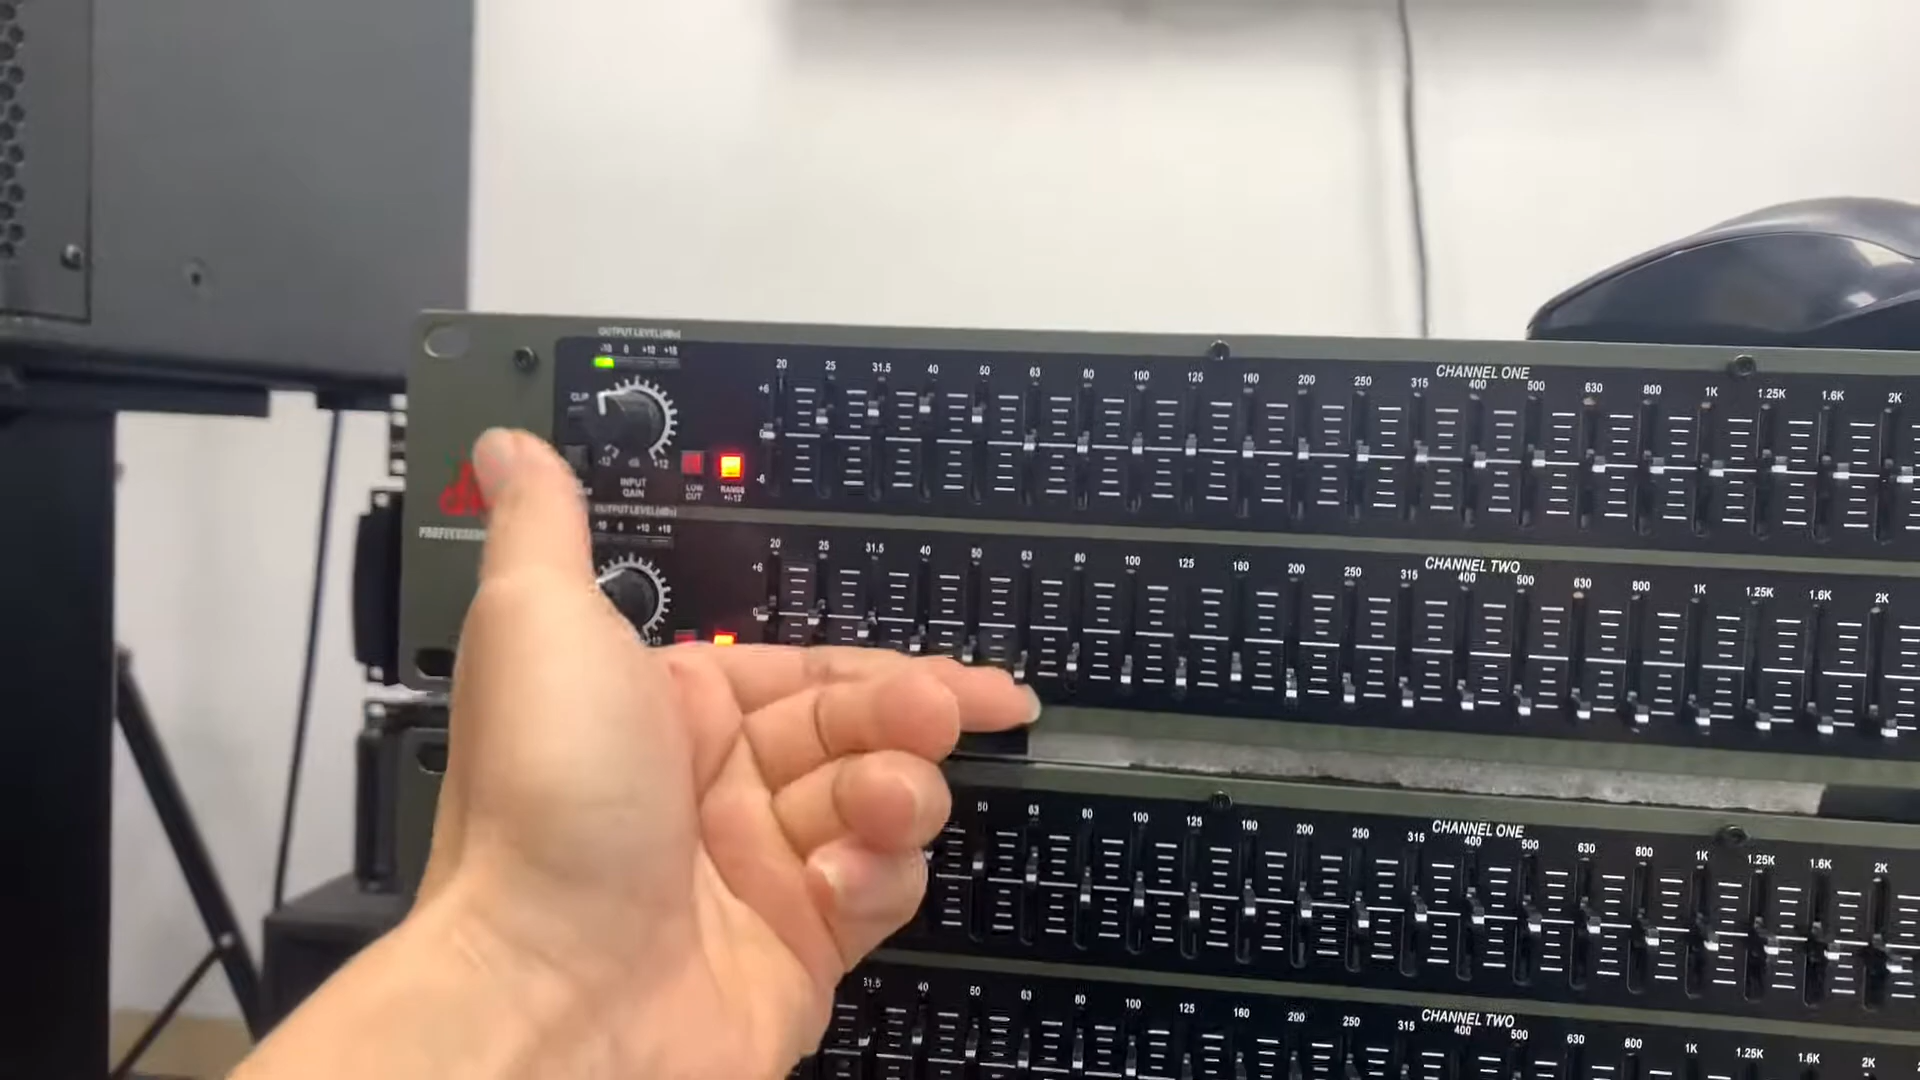 OUTPUT LEVEL(dBu)
-10 0 +10 +18
CLIP
-12 dB +12
INPUT
GAIN
LOW
CUT
RANGE
+/-12
+6
0
-6
CHANNEL ONE
20 25 31.5 40 50 63 80 100 125 160 200 250 315 400 500 630 800 1K 1.25K 1.6K 2K
OUTPUT LEVEL(dBu)
-10 0 +10 +18
+12
+6
0
CHANNEL TWO
20 25 31.5 40 50 63 80 100 125 160 200 250 315 400 500 630 800 1K 1.25K 1.6K 2K
CHANNEL ONE
50 63 80 100 125 160 200 250 315 400 500 630 800 1K 1.25K 1.6K 2K
CHANNEL TWO
31.5 40 50 63 80 100 125 160 200 250 315 400 500 630 800 1K 1.25K 1.6K 2K